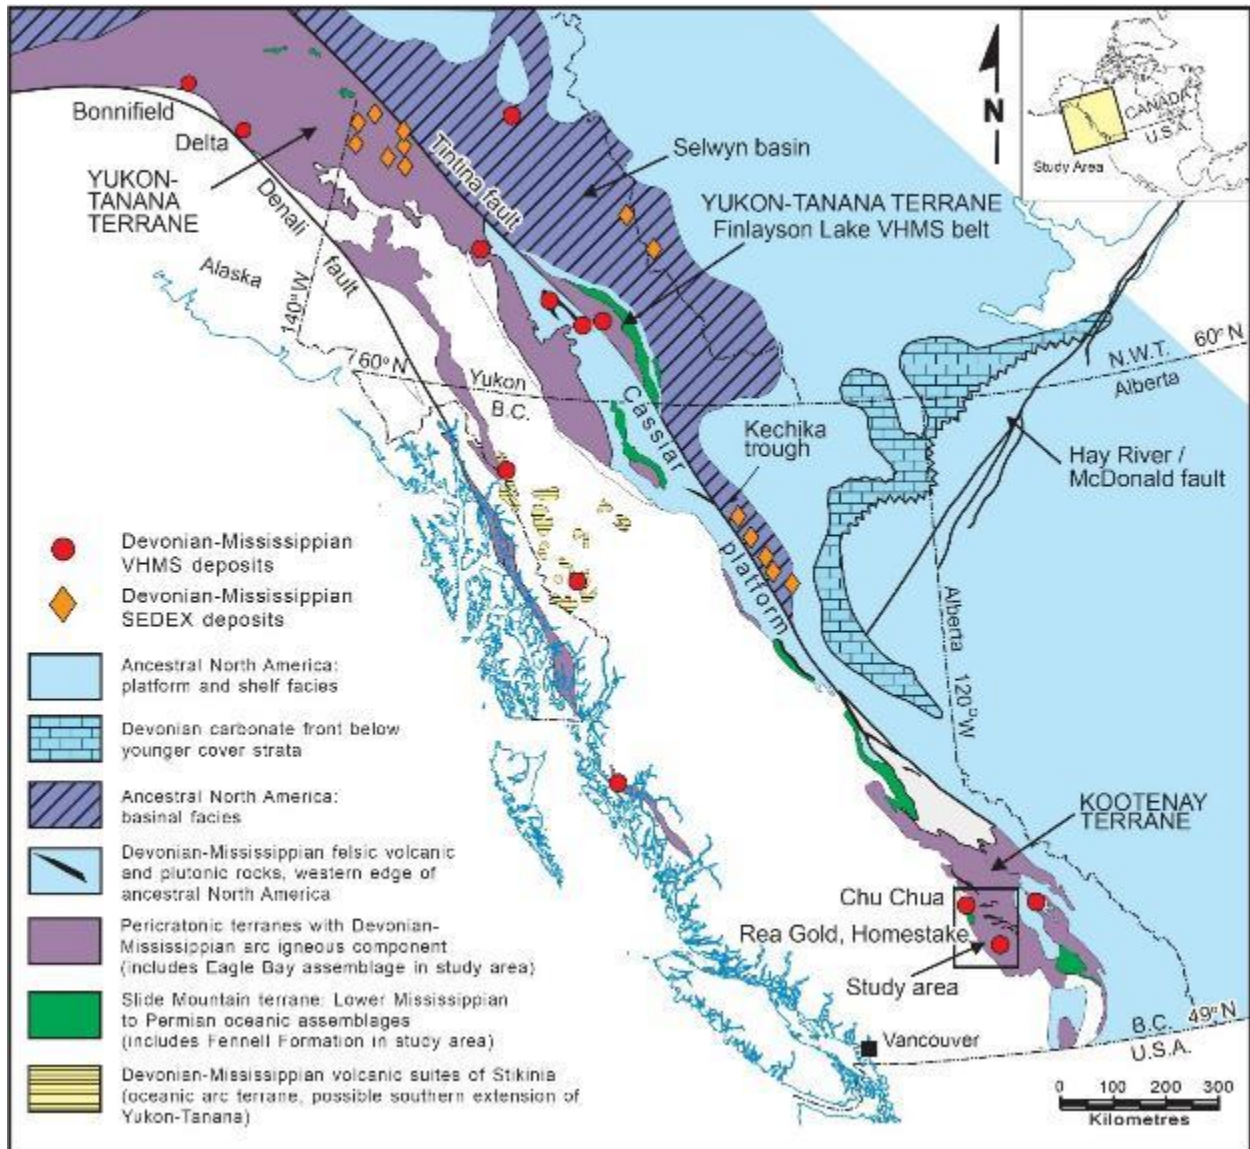 Bonnifield
Delta
YUKON-
TANANA
TERRANE
Denali
fault
Tintina fault
Selwyn basin
YUKON-TANANA TERRANE
Finlayson Lake VHMS belt
N
CANADA
U.S.A.
Study Area
Alaska
140°W
60°N
Yukon
B.C.
Cassiar
platform
Kechika
trough
N.W.T.
60°N
Alberta
Hay River /
McDonald fault
Alberta
120°W
KOOTENAY
TERRANE
Chu Chua
Rea Gold, Homestake
Study area
Vancouver
B.C.
49°N
U.S.A.
0 100 200 300
Kilometres
Devonian-Mississippian
VHMS deposits
Devonian-Mississippian
SEDEX deposits
Ancestral North America:
platform and shelf facies
Devonian carbonate front below
younger cover strata
Ancestral North America:
basinal facies
Devonian-Mississippian felsic volcanic
and plutonic rocks, western edge of
ancestral North America
Pericratonic terranes with Devonian-
Mississippian arc igneous component
(includes Eagle Bay assemblage in study area)
Slide Mountain terrane: Lower Mississippian
to Permian oceanic assemblages
(includes Fennell Formation in study area)
Devonian-Mississippian volcanic suites of Stikinia
(oceanic arc terrane, possible southern extension of
Yukon-Tanana)